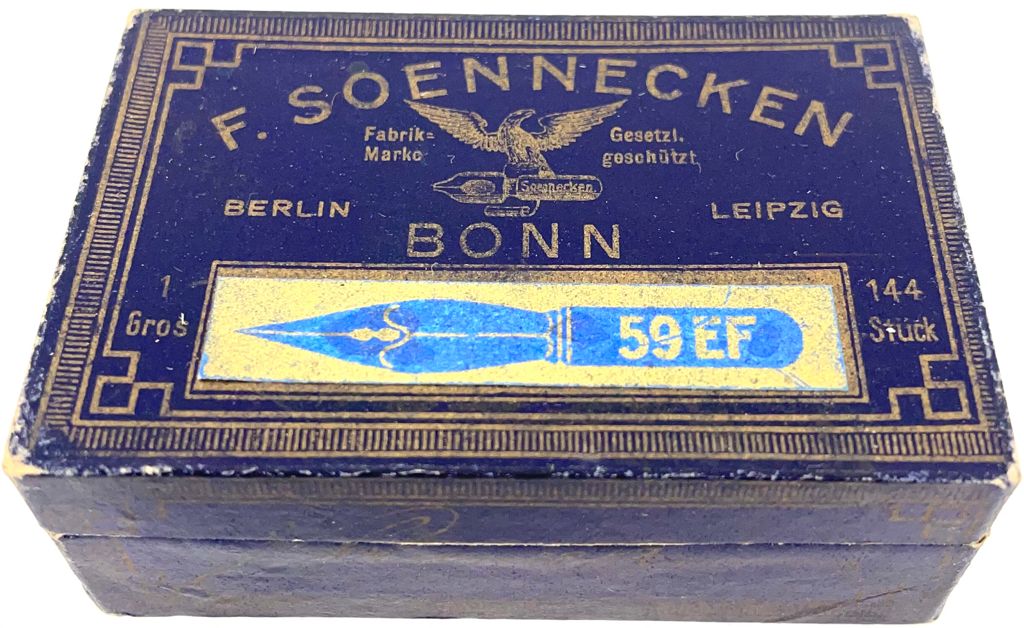 F. SOENNECKEN
Fabrik=
Marke
Gesetzl.
geschützt
Soennecken
BERLIN
LEIPZIG
BONN
1
Gros
144
Stück
59 EF